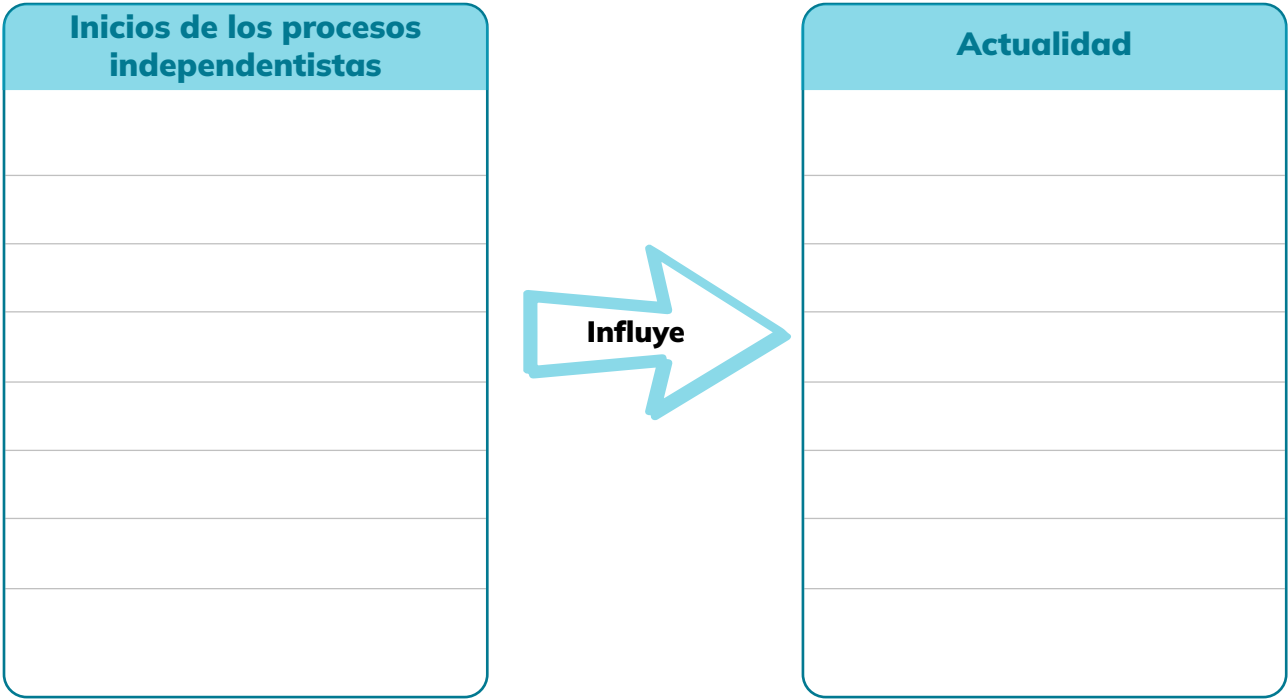 Inicios de los procesos
independentistas
Actualidad
Influye